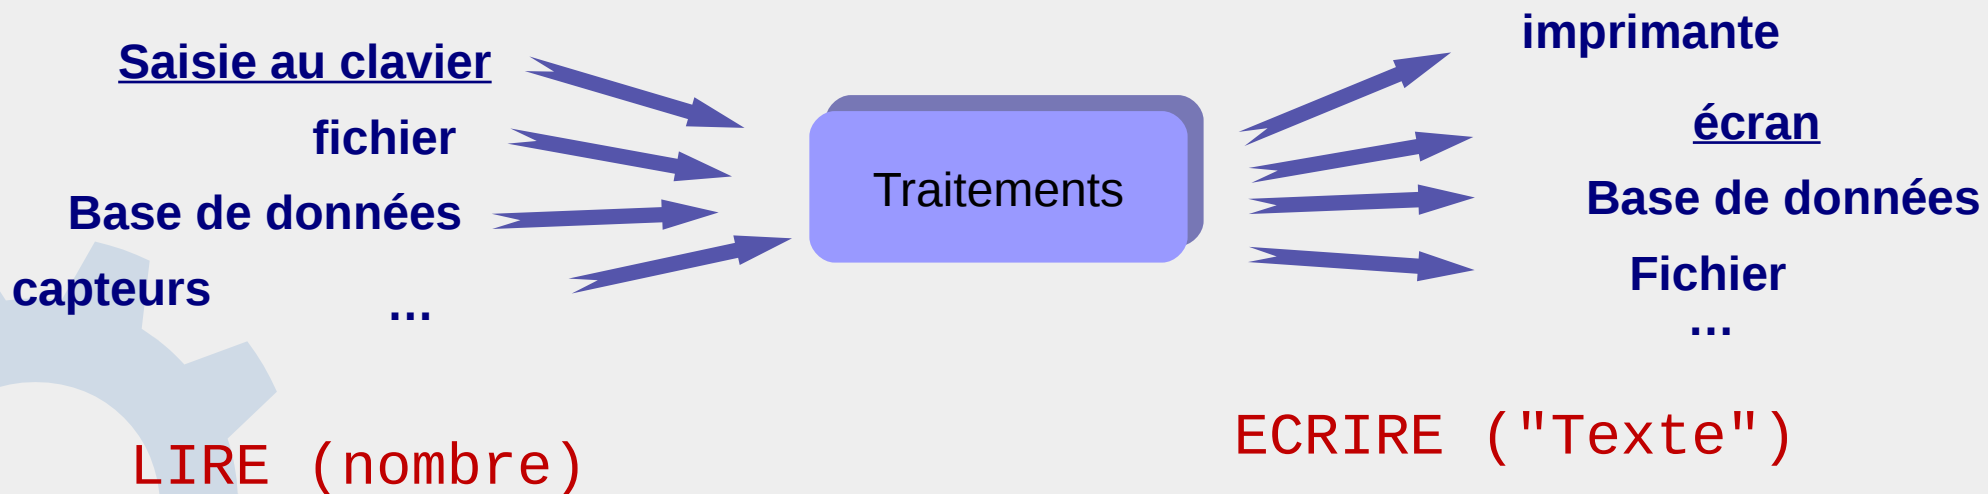 Saisie au clavier
fichier
Base de données
capteurs
...
LIRE (nombre)
Traitements
imprimante
écran
Base de données
Fichier
...
ECRIRE ("Texte")